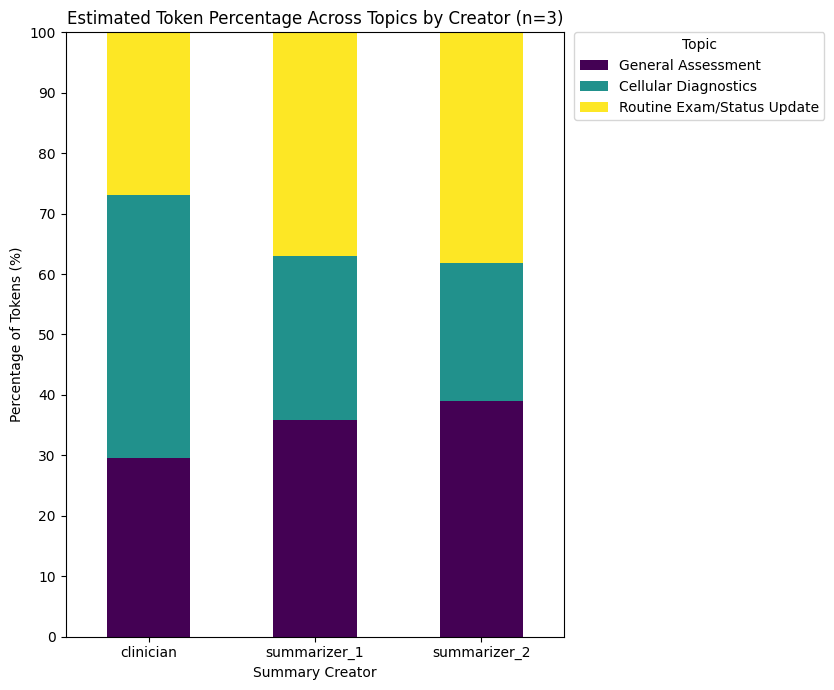 Estimated Token Percentage Across Topics by Creator (n=3)
Topic
General Assessment
Cellular Diagnostics
Routine Exam/Status Update
Percentage of Tokens (%)
100
90
80
70
60
50
40
30
20
10
0
clinician
summarizer_1
summarizer_2
Summary Creator